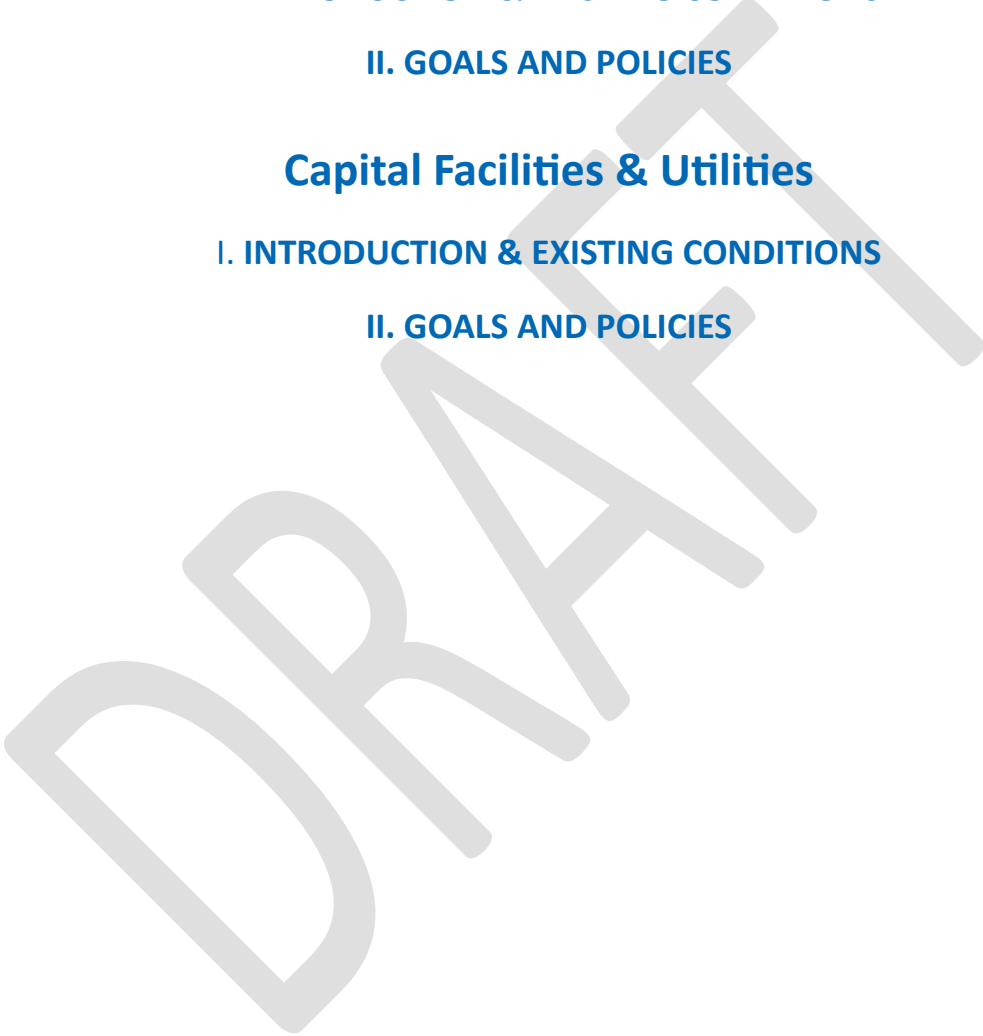 II. GOALS AND POLICIES
Capital Facilities & Utilities
I. INTRODUCTION & EXISTING CONDITIONS
II. GOALS AND POLICIES
DRAFT